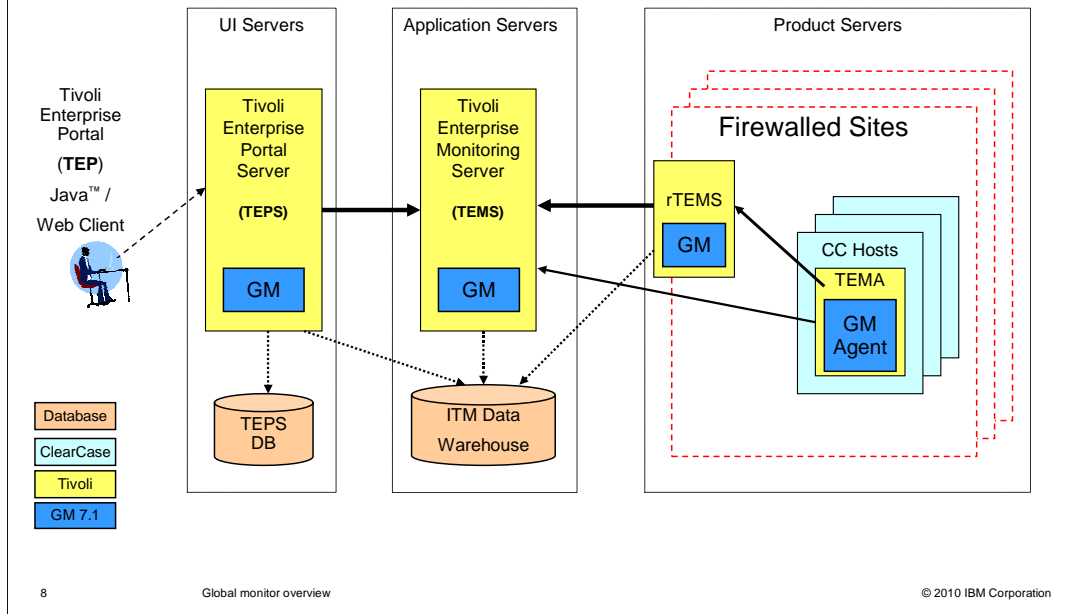 UI Servers
Application Servers
Product Servers
Tivoli
Enterprise
Portal
(TEP)
Java™ /
Web Client
Tivoli
Enterprise
Portal
Server
(TEPS)
GM
Tivoli
Enterprise
Monitoring
Server
(TEMS)
GM
Firewalled Sites
rTEMS
GM
CC Hosts
TEMA
GM
Agent
TEPS
DB
ITM Data
Warehouse
Database
ClearCase
Tivoli
GM 7.1
8
Global monitor overview
© 2010 IBM Corporation